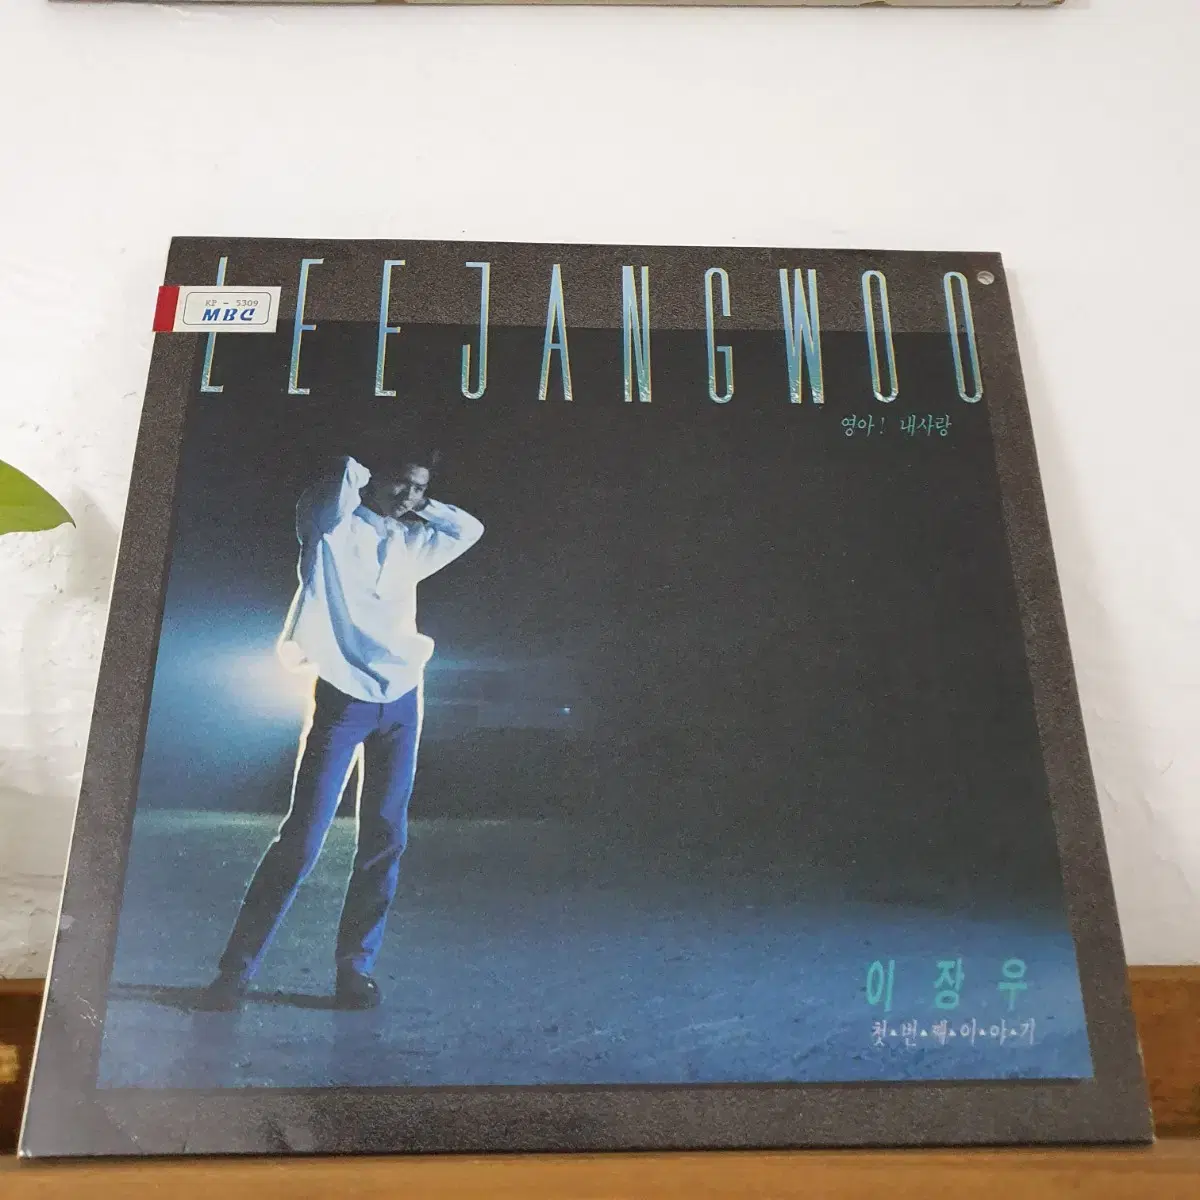 LEEJANGWOO
KP - 5309
MBC
영아! 내사랑
이장우
첫•번•째•이•야•기